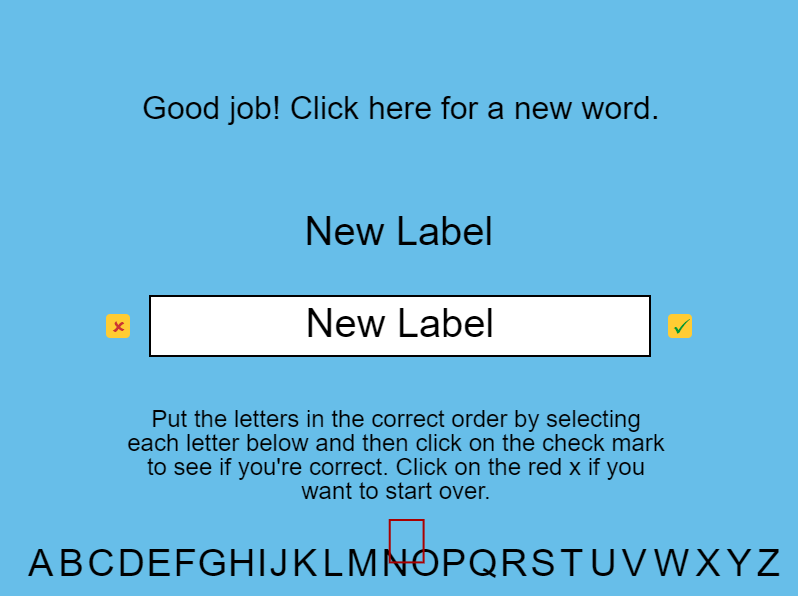 Good job! Click here for a new word.
New Label
New Label
Put the letters in the correct order by selecting
each letter below and then click on the check mark
to see if you're correct. Click on the red x if you
want to start over.
A B C D E F G H I J K L M N O P Q R S T U V W X Y Z